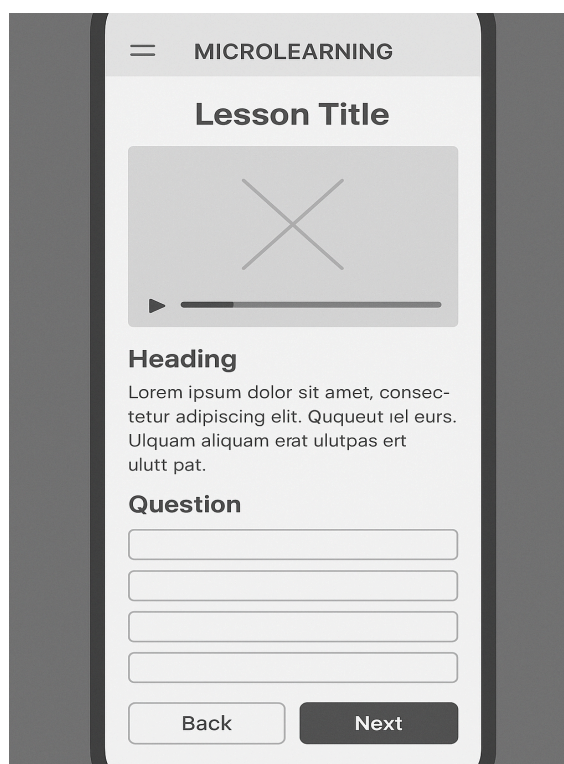 MICROLEARNING
Lesson Title
Heading
Lorem ipsum dolor sit amet, consec-
tetur adipiscing elit. Ququeut ıel eurs.
Ulquam aliquam erat ulutpas ert
ulutt pat.
Question
Back Next